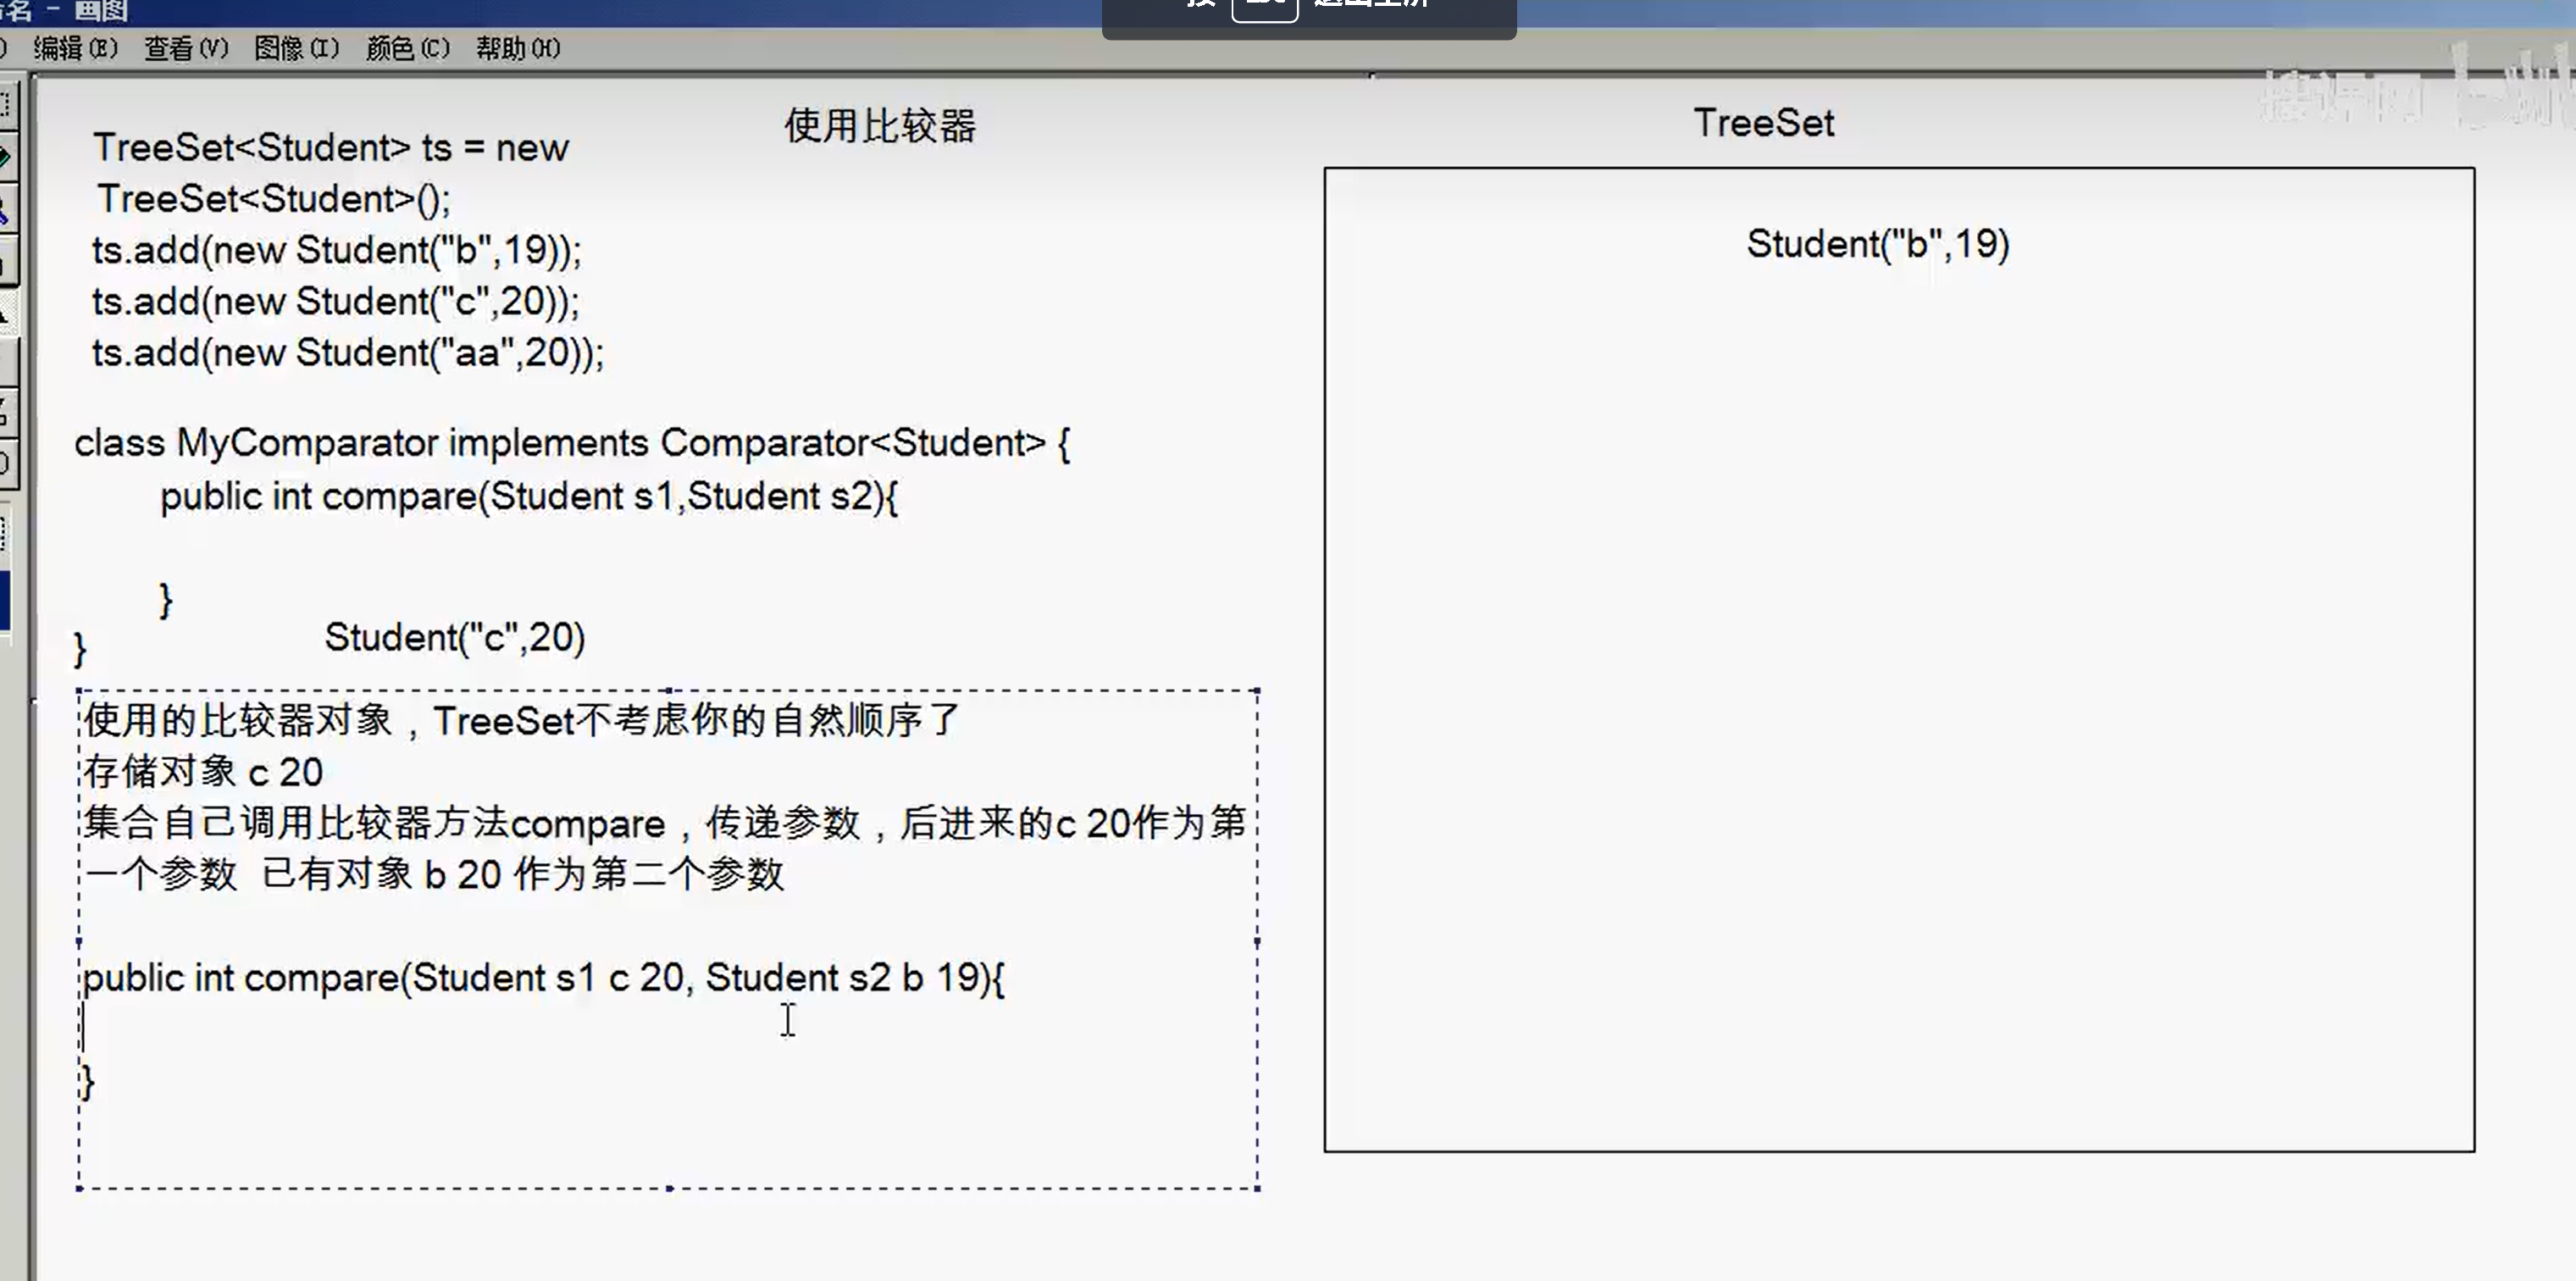 名 - 画图
编辑(E) 查看(V) 图像(I) 颜色(C) 帮助(H)
使用比较器
TreeSet<Student> ts = new
TreeSet<Student>();
ts.add(new Student("b",19));
ts.add(new Student("c",20));
ts.add(new Student("aa",20));
class MyComparator implements Comparator<Student> {
public int compare(Student s1,Student s2){
}
}
Student("c",20)
使用的比较器对象，TreeSet不考虑你的自然顺序了
存储对象 c 20
集合自己调用比较器方法compare，传递参数，后进来的c 20作为第
一个参数 已有对象 b 20 作为第二个参数
public int compare(Student s1 c 20, Student s2 b 19){
}
TreeSet
Student("b",19)